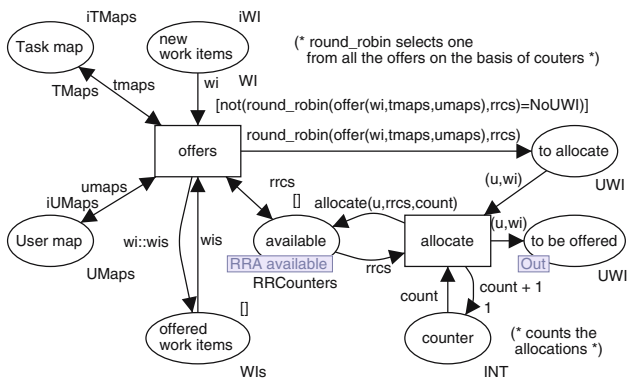 iTMaps
iWI
Task map
new
work items
(* round_robin selects one
from all the offers on the basis of couters *)
TMaps
tmaps
wi
WI
[not(round_robin(offer(wi,tmaps,umaps),rrcs)=NoUWI)]
round_robin(offer(wi,tmaps,umaps),rrcs)
offers
to allocate
umaps
iUMaps
rrcs
[]
allocate(u,rrcs,count)
(u,wi)
UWI
User map
wi::wis
wis
available
allocate
(u,wi)
to be offered
UMaps
RRA available
rrcs
Out
RRCounters
UWI
count
count + 1
[]
1
offered
work items
counter
(* counts the
allocations *)
WIs
INT